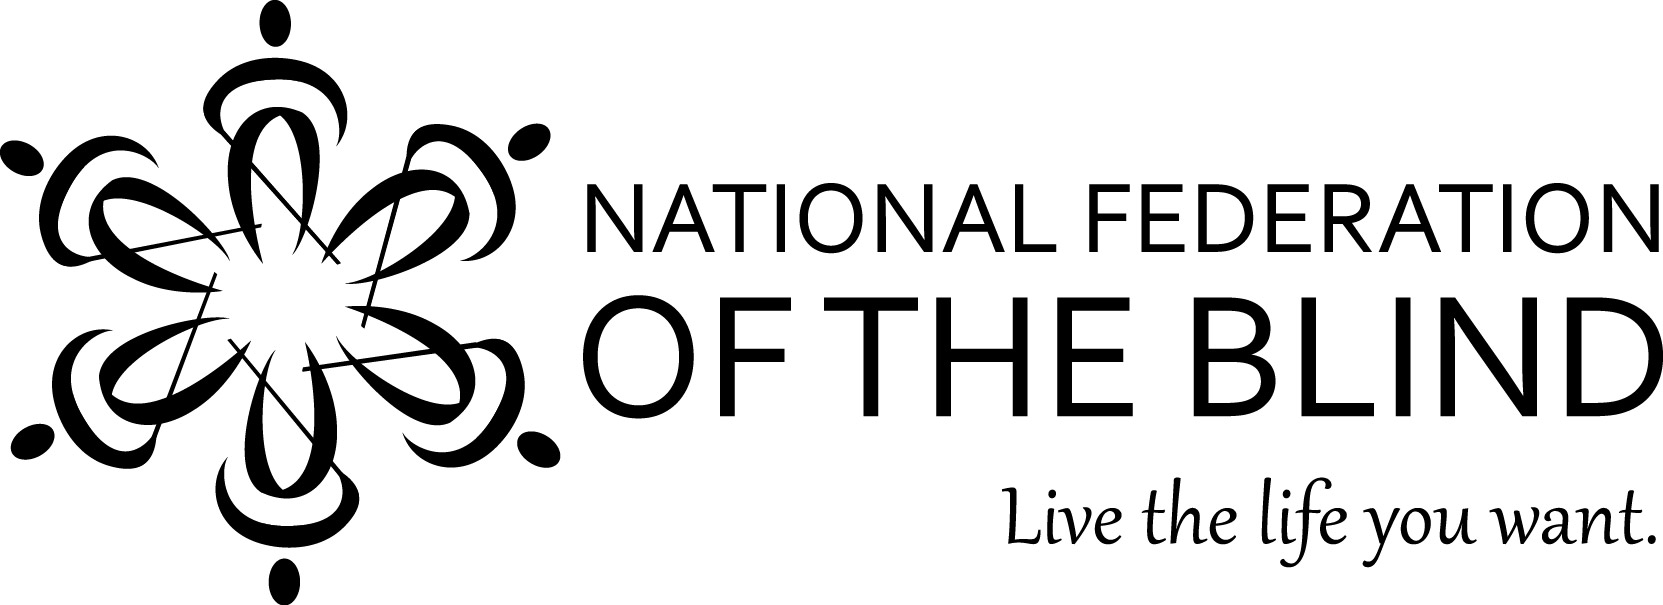 NATIONAL FEDERATION
OF THE BLIND
Live the life you want.